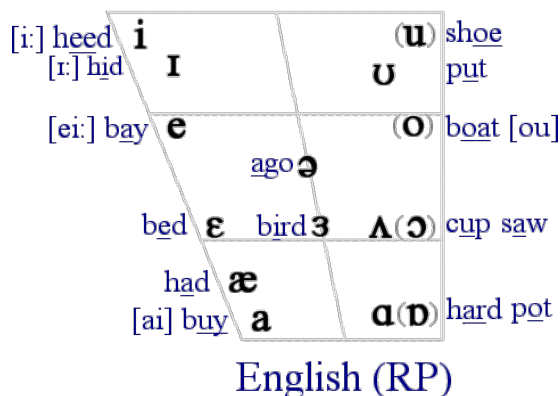 [i:] heed i (u) shoe
[ɪ:] hid ɪ ʊ put
[ei:] bay e (o) boat [ou]
ago ə
bed ɛ bird ɜ ʌ(ɔ) cup saw
had æ
[ai] buy a ɑ(ɒ) hard pot
English (RP)